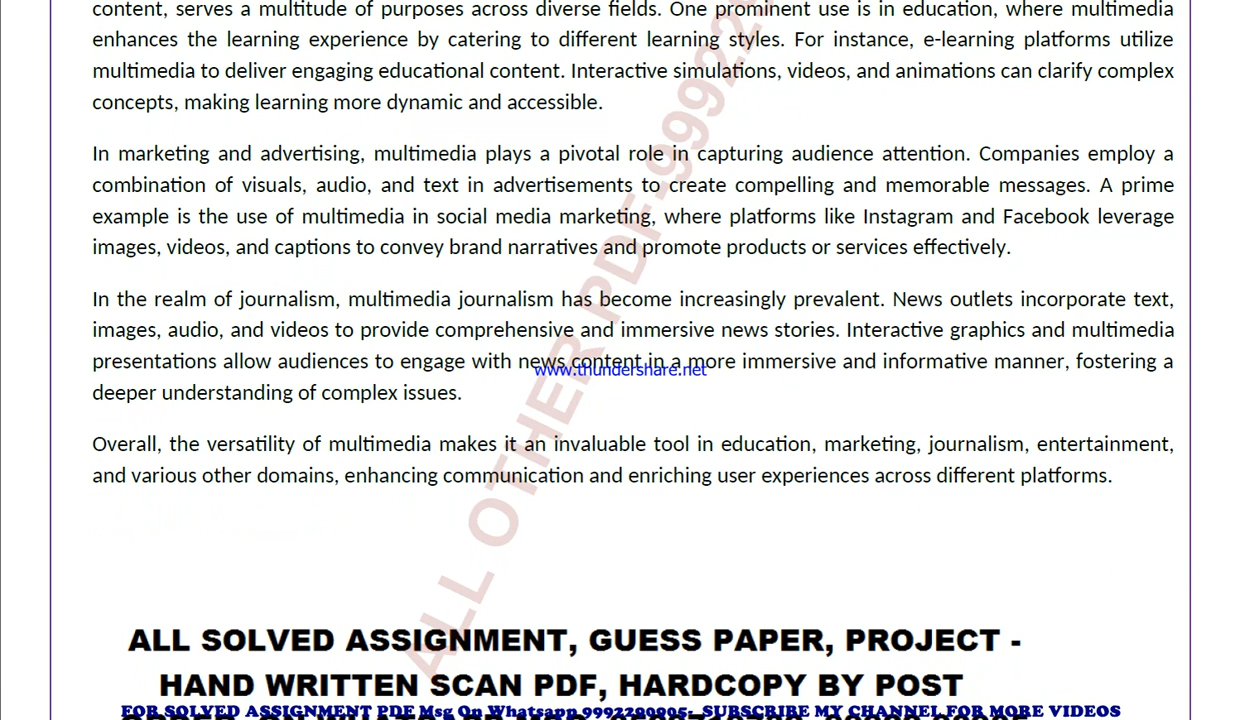 content, serves a multitude of purposes across diverse fields. One prominent use is in education, where multimedia
enhances the learning experience by catering to different learning styles. For instance, e-learning platforms utilize
multimedia to deliver engaging educational content. Interactive simulations, videos, and animations can clarify complex
concepts, making learning more dynamic and accessible.
In marketing and advertising, multimedia plays a pivotal role in capturing audience attention. Companies employ a
combination of visuals, audio, and text in advertisements to create compelling and memorable messages. A prime
example is the use of multimedia in social media marketing, where platforms like Instagram and Facebook leverage
images, videos, and captions to convey brand narratives and promote products or services effectively.
In the realm of journalism, multimedia journalism has become increasingly prevalent. News outlets incorporate text,
images, audio, and videos to provide comprehensive and immersive news stories. Interactive graphics and multimedia
presentations allow audiences to engage with news content in a more immersive and informative manner, fostering a
www.thundershare.net
deeper understanding of complex issues.
Overall, the versatility of multimedia makes it an invaluable tool in education, marketing, journalism, entertainment,
and various other domains, enhancing communication and enriching user experiences across different platforms.
ALL OTHER PDF-99922
ALL SOLVED ASSIGNMENT, GUESS PAPER, PROJECT -
HAND WRITTEN SCAN PDF, HARDCOPY BY POST
FOR SOLVED ASSIGNMENT PDF Msg On Whatsapp 9992289905- SUBSCRIBE MY CHANNEL FOR MORE VIDEOS